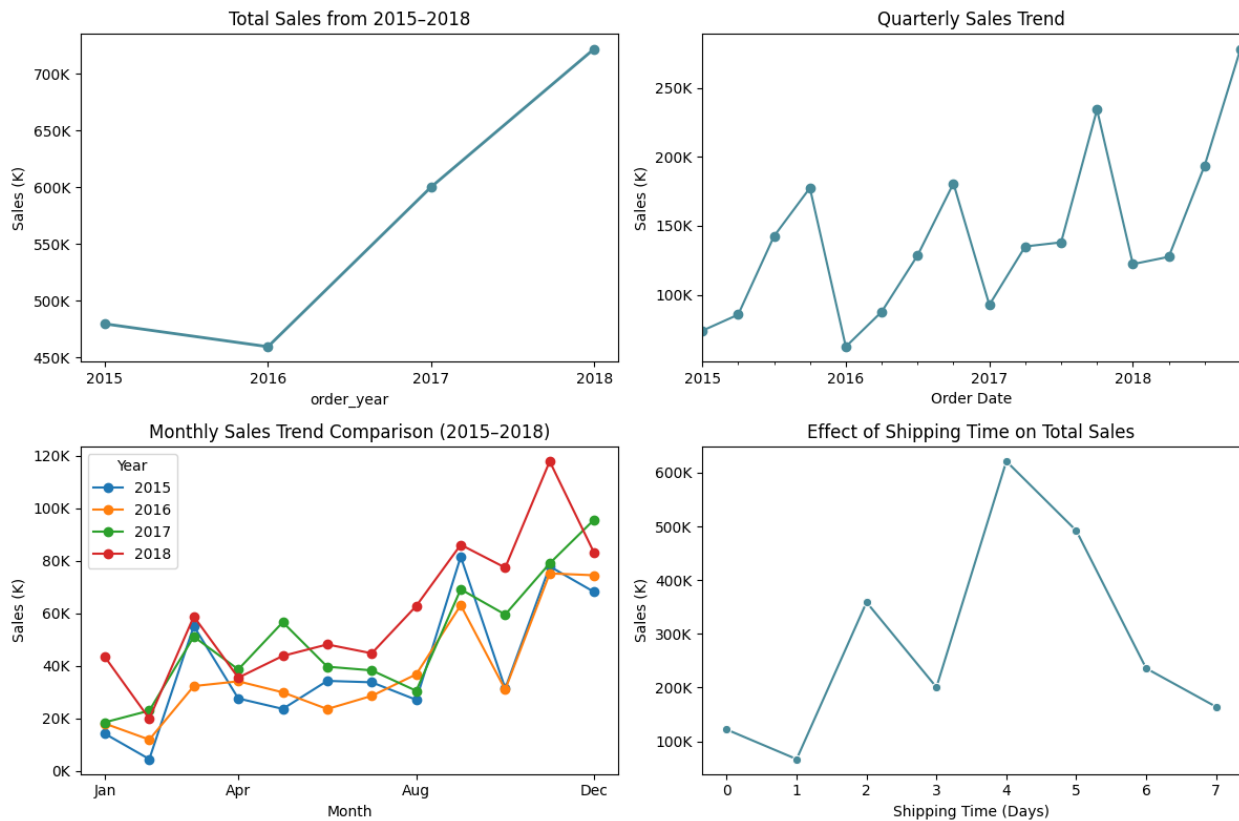 Total Sales from 2015–2018
700K
650K
600K
550K
500K
450K
Sales (K)
2015 2016 2017 2018
order_year
Quarterly Sales Trend
250K
200K
150K
100K
Sales (K)
2015 2016 2017 2018
Order Date
Monthly Sales Trend Comparison (2015–2018)
120K
100K
80K
60K
40K
20K
0K
Sales (K)
Year
2015
2016
2017
2018
Jan Apr Aug Dec
Month
Effect of Shipping Time on Total Sales
600K
500K
400K
300K
200K
100K
Sales (K)
0 1 2 3 4 5 6 7
Shipping Time (Days)